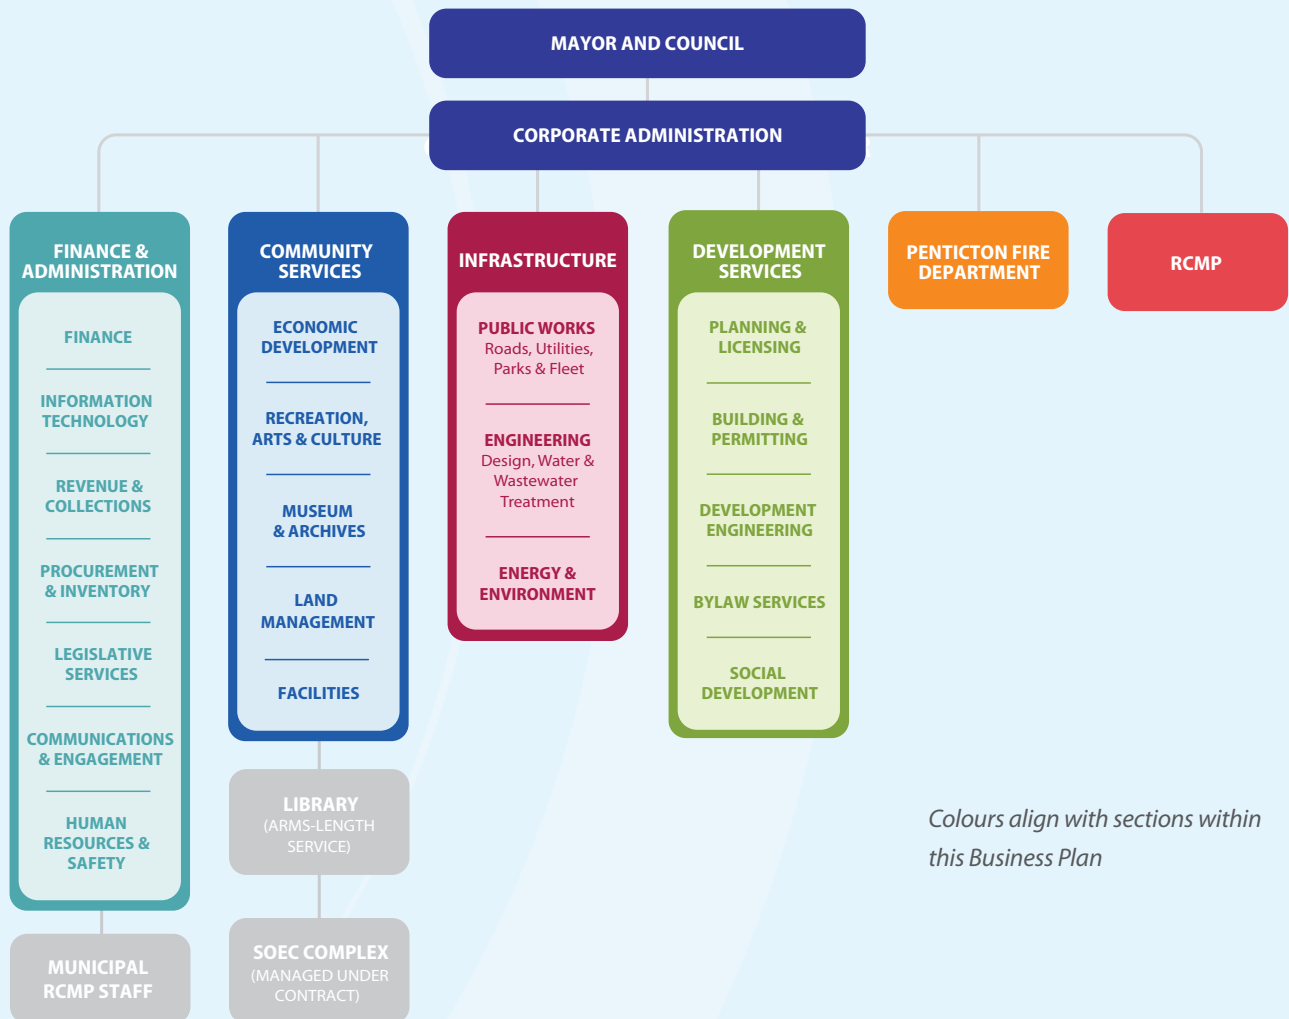 MAYOR AND COUNCIL
CORPORATE ADMINISTRATION
FINANCE &
ADMINISTRATION
FINANCE
INFORMATION
TECHNOLOGY
REVENUE &
COLLECTIONS
PROCUREMENT
& INVENTORY
LEGISLATIVE
SERVICES
COMMUNICATIONS
& ENGAGEMENT
HUMAN
RESOURCES &
SAFETY
MUNICIPAL
RCMP STAFF
COMMUNITY
SERVICES
ECONOMIC
DEVELOPMENT
RECREATION,
ARTS & CULTURE
MUSEUM
& ARCHIVES
LAND
MANAGEMENT
FACILITIES
LIBRARY
(ARMS-LENGTH
SERVICE)
SOEC COMPLEX
(MANAGED UNDER
CONTRACT)
INFRASTRUCTURE
PUBLIC WORKS
Roads, Utilities,
Parks & Fleet
ENGINEERING
Design, Water &
Wastewater
Treatment
ENERGY &
ENVIRONMENT
DEVELOPMENT
SERVICES
PLANNING &
LICENSING
BUILDING &
PERMITTING
DEVELOPMENT
ENGINEERING
BYLAW SERVICES
SOCIAL
DEVELOPMENT
PENTICTON FIRE
DEPARTMENT
RCMP
Colours align with sections within
this Business Plan